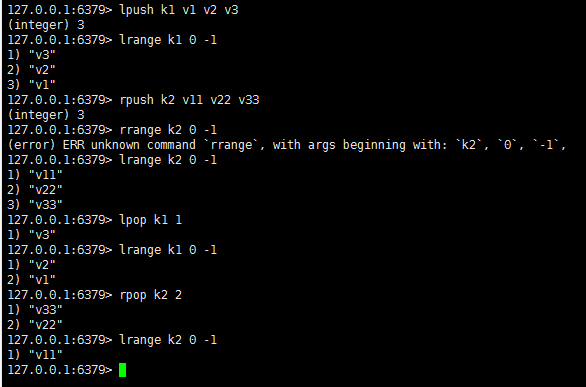 127.0.0.1:6379> lpush k1 v1 v2 v3
(integer) 3
127.0.0.1:6379> lrange k1 0 -1
1) "v3"
2) "v2"
3) "v1"
127.0.0.1:6379> rpush k2 v11 v22 v33
(integer) 3
127.0.0.1:6379> rrange k2 0 -1
(error) ERR unknown command `rrange`, with args beginning with: `k2`, `0`, `-1`,
127.0.0.1:6379> lrange k2 0 -1
1) "v11"
2) "v22"
3) "v33"
127.0.0.1:6379> lpop k1 1
1) "v3"
127.0.0.1:6379> lrange k1 0 -1
1) "v2"
2) "v1"
127.0.0.1:6379> rpop k2 2
1) "v33"
2) "v22"
127.0.0.1:6379> lrange k2 0 -1
1) "v11"
127.0.0.1:6379>